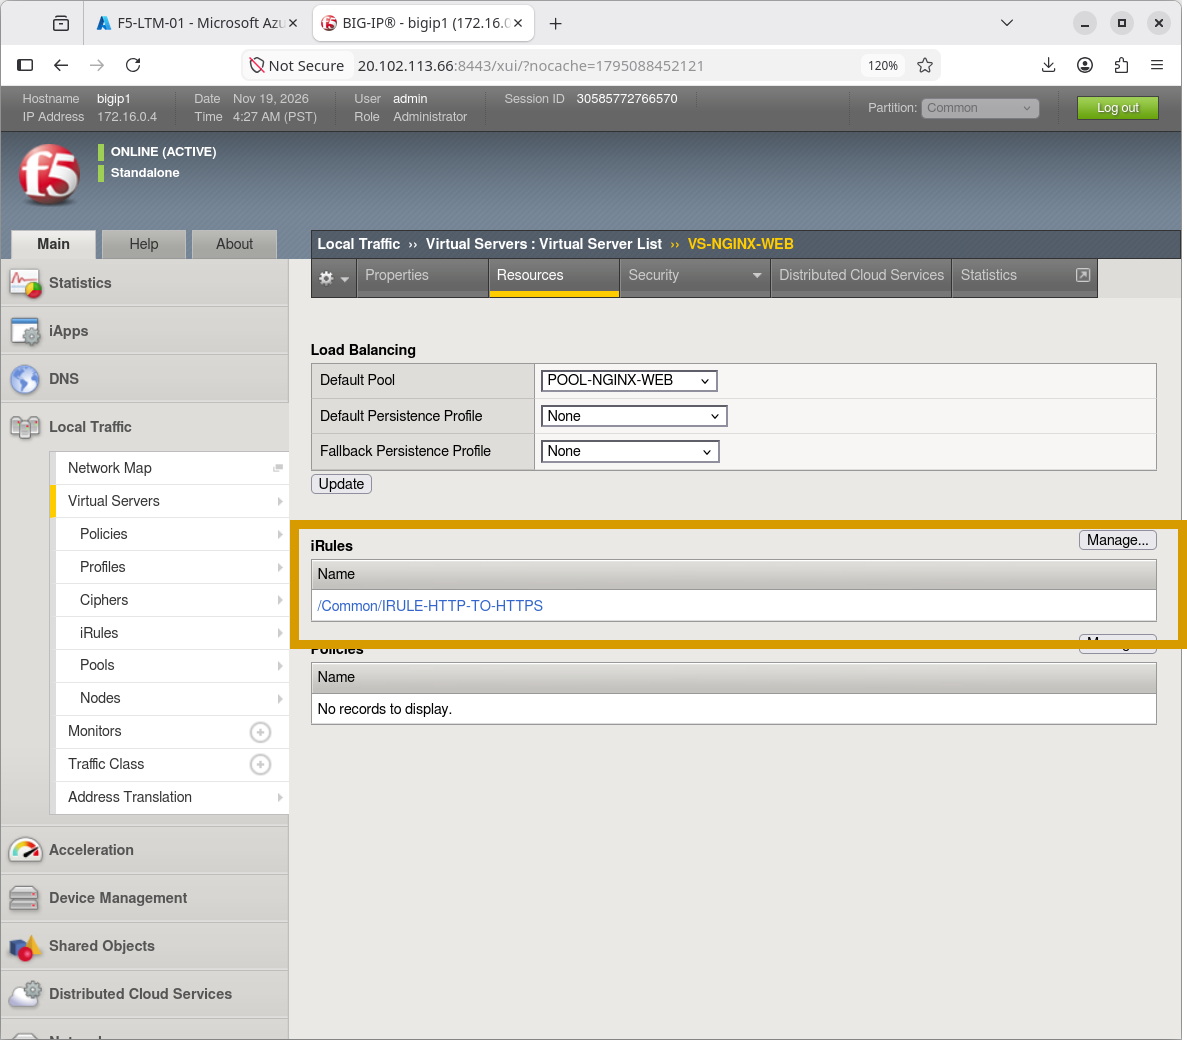 F5-LTM-01 - Microsoft Azu
BIG-IP® - bigip1 (172.16.0
Not Secure
20.102.113.66:8443/xui/?nocache=1795088452121
120%
Hostname bigip1
IP Address 172.16.0.4
Date Nov 19, 2026
Time 4:27 AM (PST)
User admin
Role Administrator
Session ID 30585772766570
Partition: Common
Log out
f5
ONLINE (ACTIVE)
Standalone
Main
Help
About
Local Traffic ›› Virtual Servers : Virtual Server List ›› VS-NGINX-WEB
Properties
Resources
Security
Distributed Cloud Services
Statistics
Statistics
iApps
DNS
Local Traffic
Network Map
Virtual Servers
Policies
Profiles
Ciphers
iRules
Pools
Nodes
Monitors
Traffic Class
Address Translation
Acceleration
Device Management
Shared Objects
Distributed Cloud Services
Load Balancing
Default Pool POOL-NGINX-WEB
Default Persistence Profile None
Fallback Persistence Profile None
Update
iRules
Manage...
Name
/Common/IRULE-HTTP-TO-HTTPS
Policies
Name
No records to display.